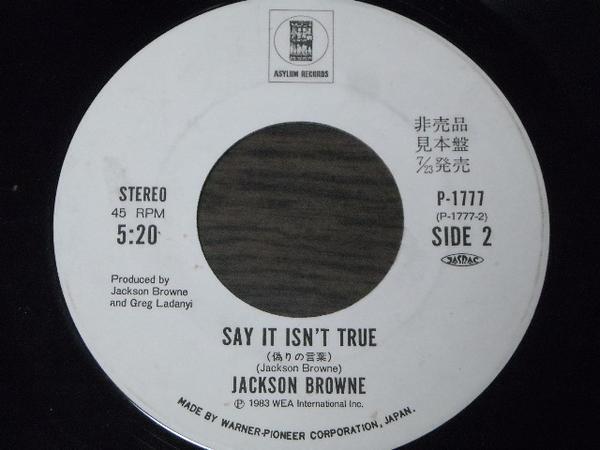 ASYLUM RECORDS
非売品
見本盤
7/23発売
STEREO
45 RPM
5:20
P-1777
(P-1777-2)
SIDE 2
JASRAC
Produced by
Jackson Browne
and Greg Ladanyi
SAY IT ISN'T TRUE
(偽りの言葉)
(Jackson Browne)
JACKSON BROWNE
Ⓟ 1983 WEA International Inc.
MADE BY WARNER-PIONEER CORPORATION, JAPAN.